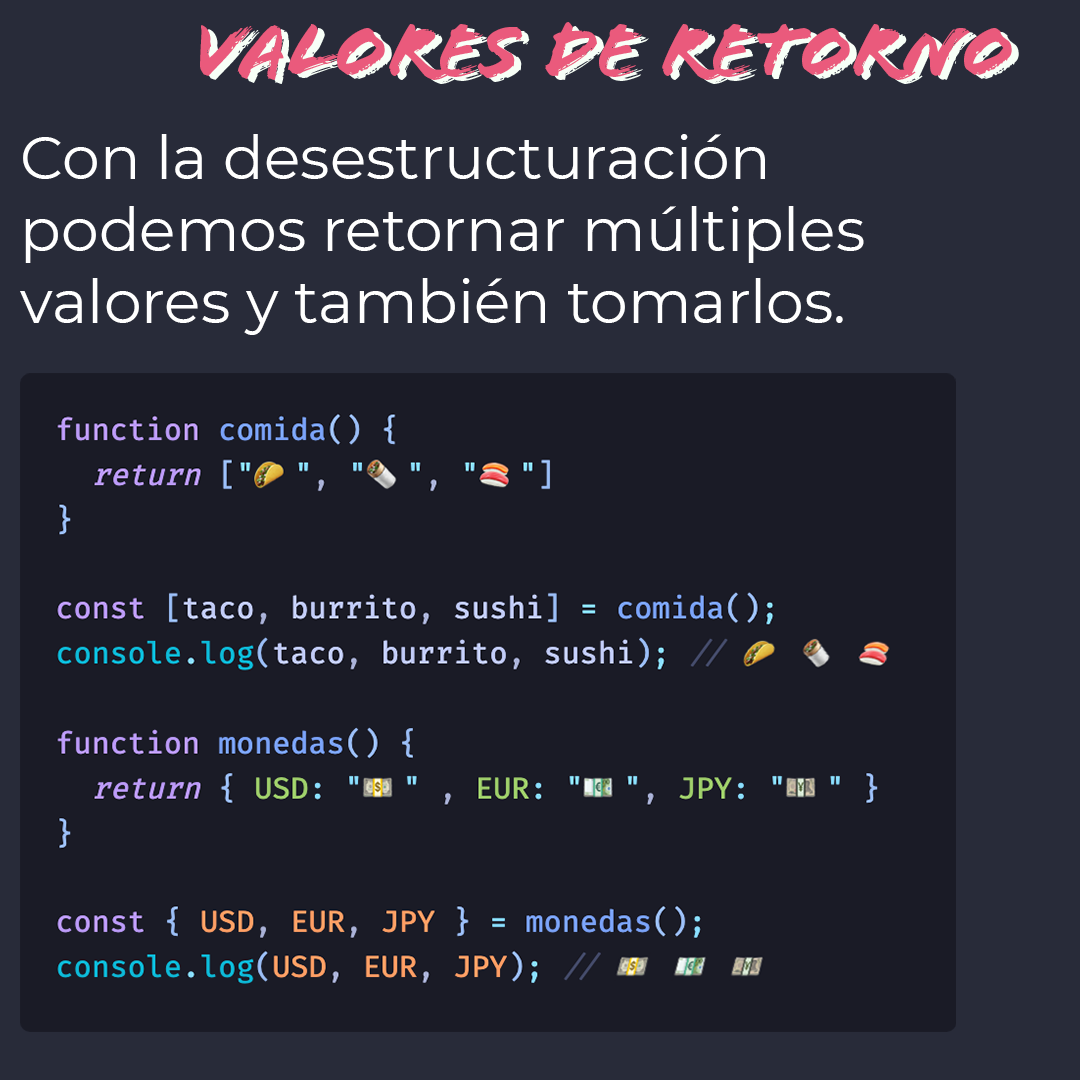 VALORES DE RETORNO
Con la desestructuración
podemos retornar múltiples
valores y también tomarlos.
function comida() {
  return ["🌮 ", "🌯 ", "🍣 "]
}
const [taco, burrito, sushi] = comida();
console.log(taco, burrito, sushi); // 🌮 🌯 🍣
function monedas() {
  return { USD: "💵 " , EUR: "💶 ", JPY: "💴 " }
}
const { USD, EUR, JPY } = monedas();
console.log(USD, EUR, JPY); // 💵 💶 💴